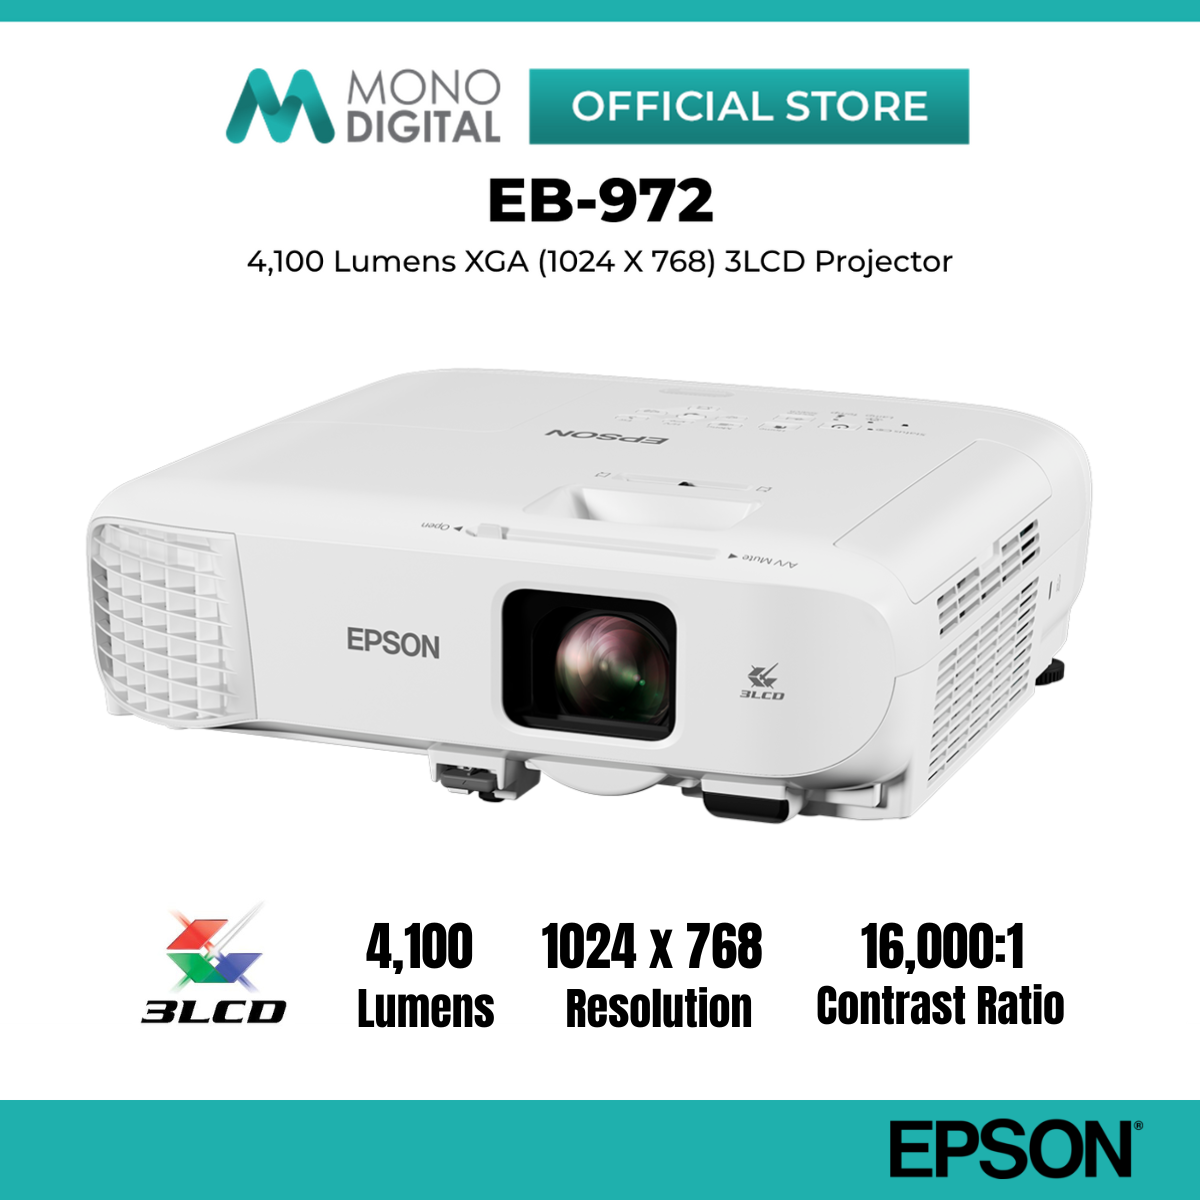 MONO
DIGITAL
OFFICIAL STORE
EB-972
4,100 Lumens XGA (1024 X 768) 3LCD Projector
EPSON
Open
A/V Mute
EPSON
3LCD
3LCD
4,100
Lumens
1024 x 768
Resolution
16,000:1
Contrast Ratio
EPSON®